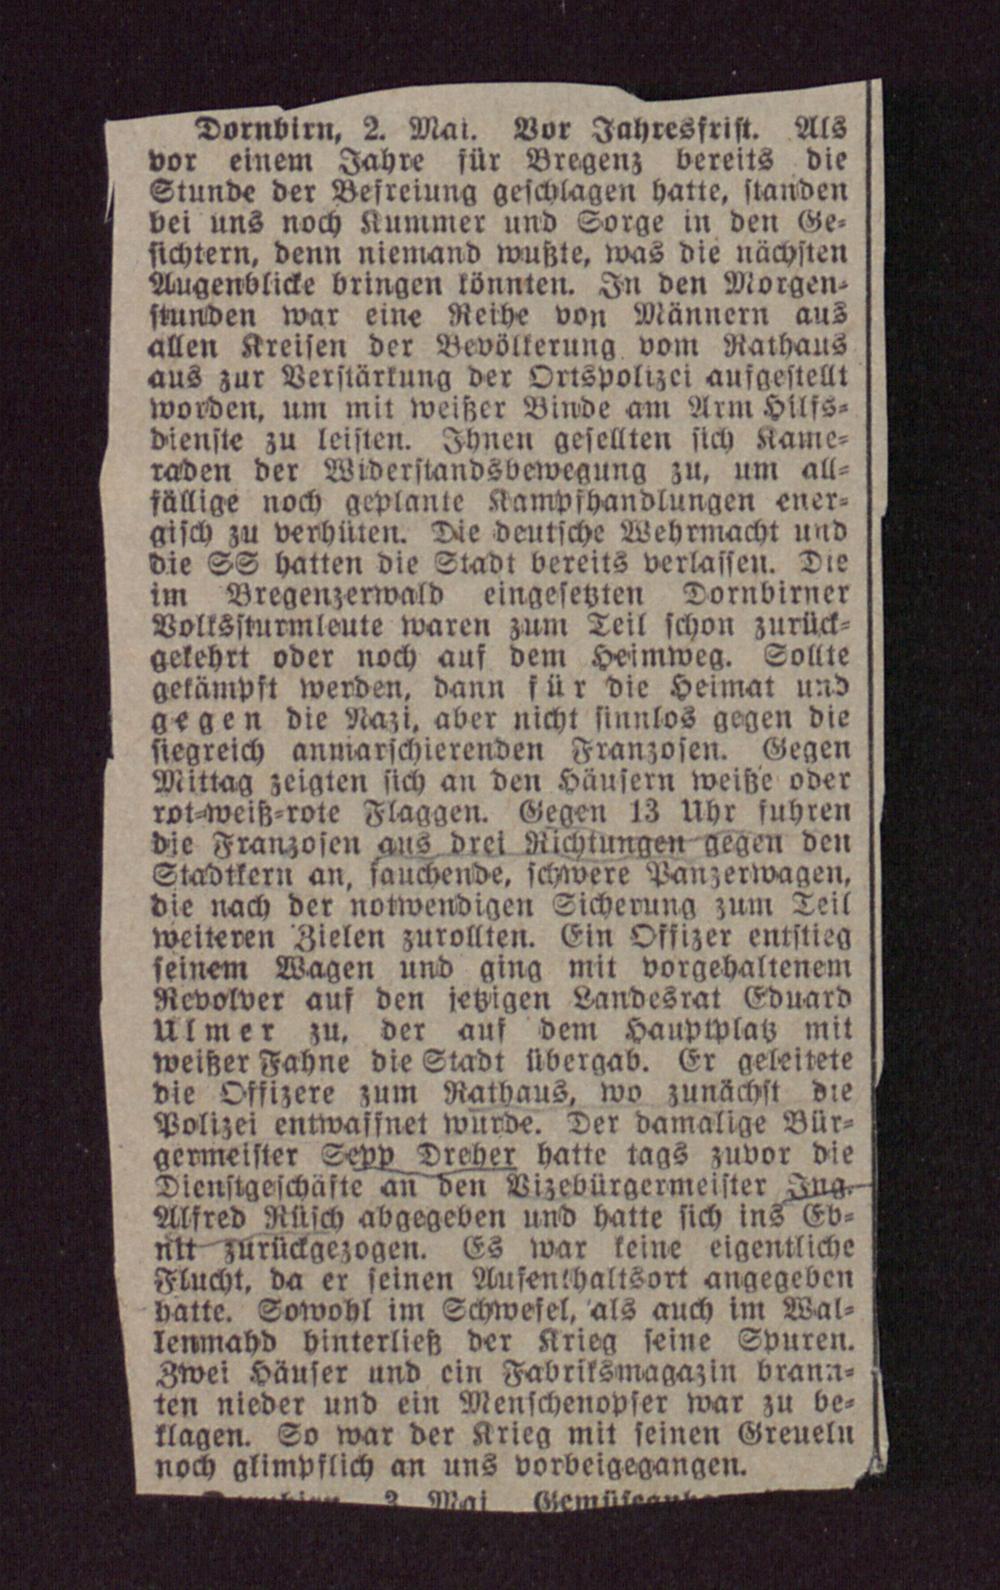 Dornbirn, 2. Mai. Vor Jahresfrist. Als
vor einem Jahre für Bregenz bereits die
Stunde der Befreiung geschlagen hatte, standen
bei uns noch Kummer und Sorge in den Ge-
sichtern, denn niemand wußte, was die nächsten
Augenblicke bringen könnten. In den Morgen-
stunden war eine Reihe von Männern aus
allen Kreisen der Bevölkerung vom Rathaus
aus zur Verstärkung der Ortspolizei aufgestellt
worden, um mit weißer Binde am Arm Hilfs-
dienste zu leisten. Ihnen gesellten sich Kame-
raden der Widerstandsbewegung zu, um all-
fällige noch geplante Kampfhandlungen ener-
gisch zu verhüten. Die deutsche Wehrmacht und
die SS hatten die Stadt bereits verlassen. Die
im Bregenzerwald eingesetzten Dornbirner
Volkssturmleute waren zum Teil schon zurück-
gekehrt oder noch auf dem Heimweg. Sollte
gekämpft werden, dann für die Heimat und
gegen die Nazi, aber nicht sinnlos gegen die
siegreich anmarschierenden Franzosen. Gegen
Mittag zeigten sich an den Häusern weiße oder
rot-weiß-rote Flaggen. Gegen 13 Uhr fuhren
die Franzosen aus drei Richtungen gegen den
Stadtkern an, fauchende, schwere Panzerwagen,
die nach der notwendigen Sicherung zum Teil
weiteren Zielen zurollten. Ein Offizer entstieg
seinem Wagen und ging mit vorgehaltenem
Revolver auf den jetzigen Landesrat Eduard
Ulmer zu, der auf dem Hauptplatz mit
weißer Fahne die Stadt übergab. Er geleitete
die Offizere zum Rathaus, wo zunächst die
Polizei entwaffnet wurde. Der damalige Bür-
germeister Sepp Dreher hatte tags zuvor die
Dienstgeschäfte an den Vizebürgermeister Ing.
Alfred Rüsch abgegeben und hatte sich ins Eb-
nit zurückgezogen. Es war keine eigentliche
Flucht, da er seinen Aufenthaltsort angegeben
hatte. Sowohl im Schwefel, als auch im Wal-
lenmahd hinterließ der Krieg seine Spuren.
Zwei Häuser und ein Fabriksmagazin brann-
ten nieder und ein Menschenopfer war zu be-
klagen. So war der Krieg mit seinen Greueln
noch glimpflich an uns vorbeigegangen.
2. Mai